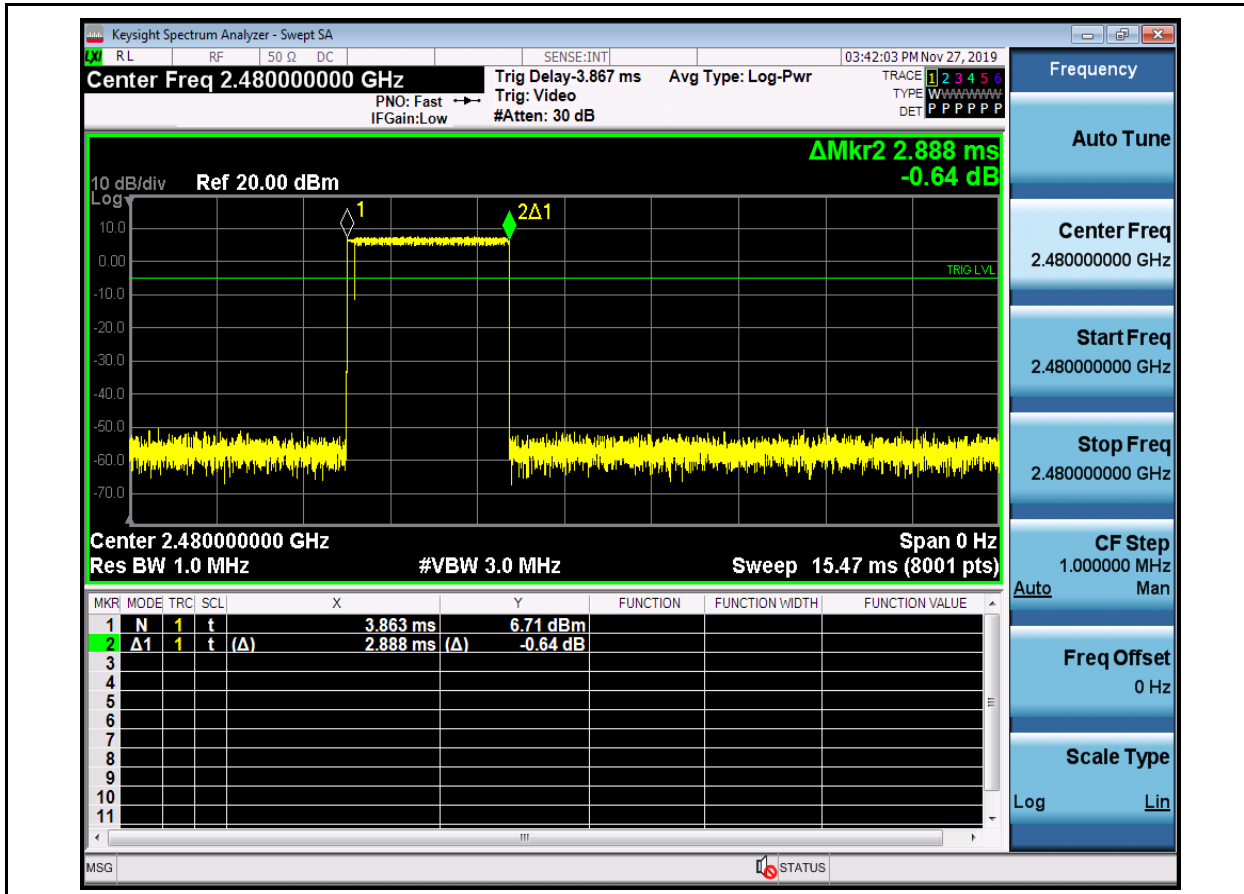 Keysight Spectrum Analyzer - Swept SA
LXI RL RF 50 Ω DC SENSE:INT 03:42:03 PM Nov 27, 2019
Center Freq 2.480000000 GHz Trig Delay-3.867 ms Avg Type: Log-Pwr TRACE 1 2 3 4 5 6
PNO: Fast Trig: Video TYPE WWWWWWW
IFGain:Low #Atten: 30 dB DET P P P P P P
ΔMkr2 2.888 ms
-0.64 dB
10 dB/div Ref 20.00 dBm
Log
1
2Δ1
10.0
0.00
TRIG LVL
-10.0
-20.0
-30.0
-40.0
-50.0
-60.0
-70.0
Center 2.480000000 GHz Span 0 Hz
Res BW 1.0 MHz #VBW 3.0 MHz Sweep 15.47 ms (8001 pts)
MKR MODE TRC SCL X Y FUNCTION FUNCTION WIDTH FUNCTION VALUE
1 N 1 t 3.863 ms 6.71 dBm
2 Δ1 1 t (Δ) 2.888 ms (Δ) -0.64 dB
3
4
5
6
7
8
9
10
11
MSG STATUS
Frequency
Auto Tune
Center Freq
2.480000000 GHz
Start Freq
2.480000000 GHz
Stop Freq
2.480000000 GHz
CF Step
1.000000 MHz
Auto Man
Freq Offset
0 Hz
Scale Type
Log Lin